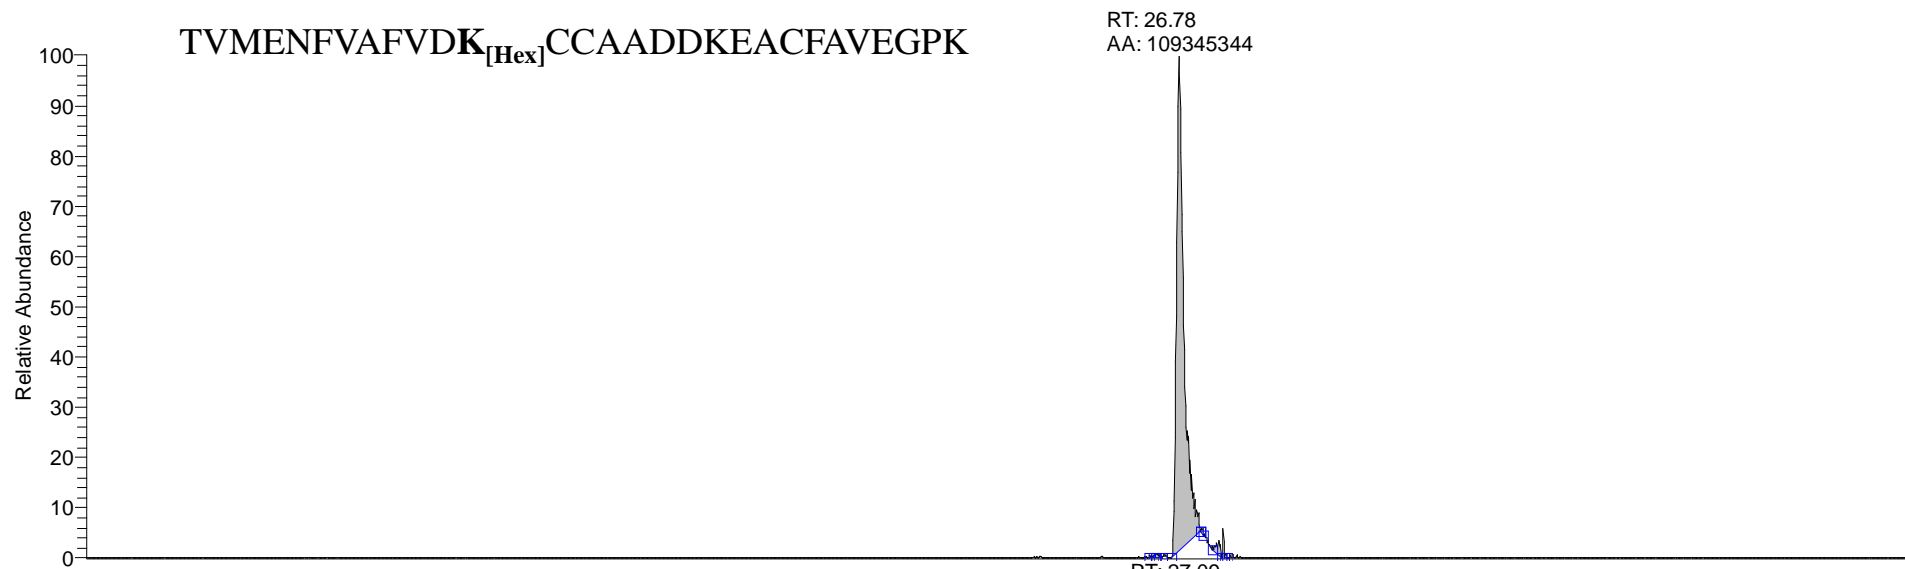 RT: 26.78
TVMENFVAFVDK[Hex]CCAADDKEACFAVEGPK
AA: 109345344
100
90
80
70
60
50
40
30
20
10
0
Relative Abundance